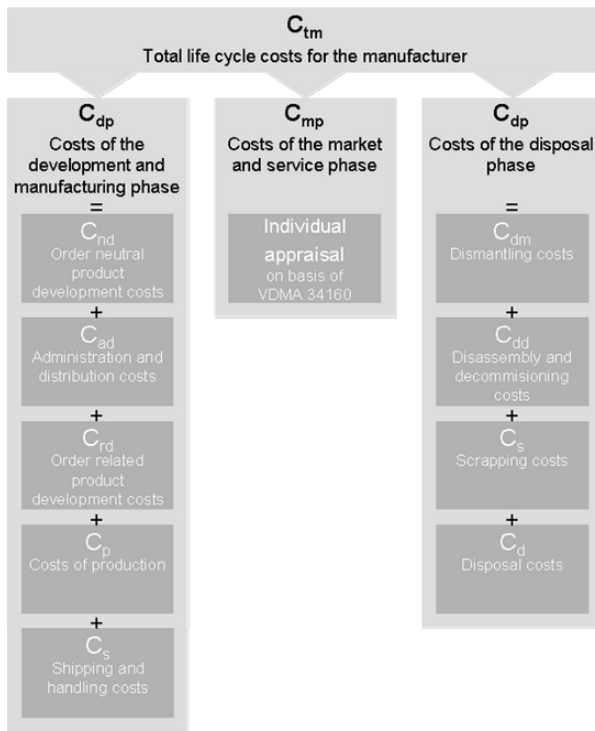 Ctm
Total life cycle costs for the manufacturer
Cdp
Costs of the
development and
manufacturing phase
=
Cnd
Order neutral
product
development costs
+
Cad
Administration and
distribution costs
+
Crd
Order related
product
development costs
+
Cp
Costs of production
+
Cs
Shipping and
handling costs
Cmp
Costs of the market
and service phase
Individual
appraisal
on basis of
VDMA 34160
Cdp
Costs of the disposal
phase
=
Cdm
Dismantling costs
+
Cdd
Disassembly and
decommisioning
costs
+
Cs
Scrapping costs
+
Cd
Disposal costs